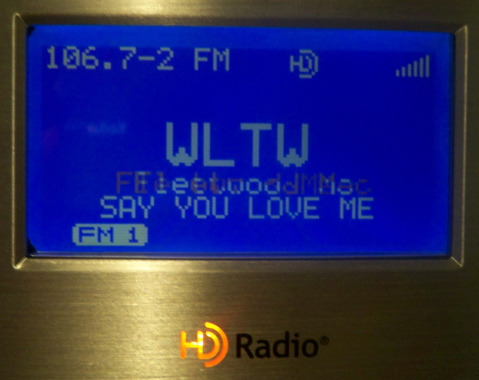 106.7-2 FM HD
WLTW
Fleetwood Mac
SAY YOU LOVE ME
FM 1
HD Radio®